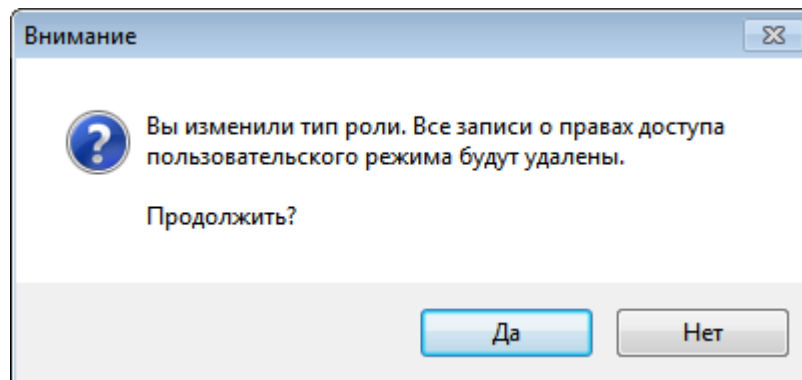 Внимание
Вы изменили тип роли. Все записи о правах доступа
пользовательского режима будут удалены.
Продолжить?
Да
Нет